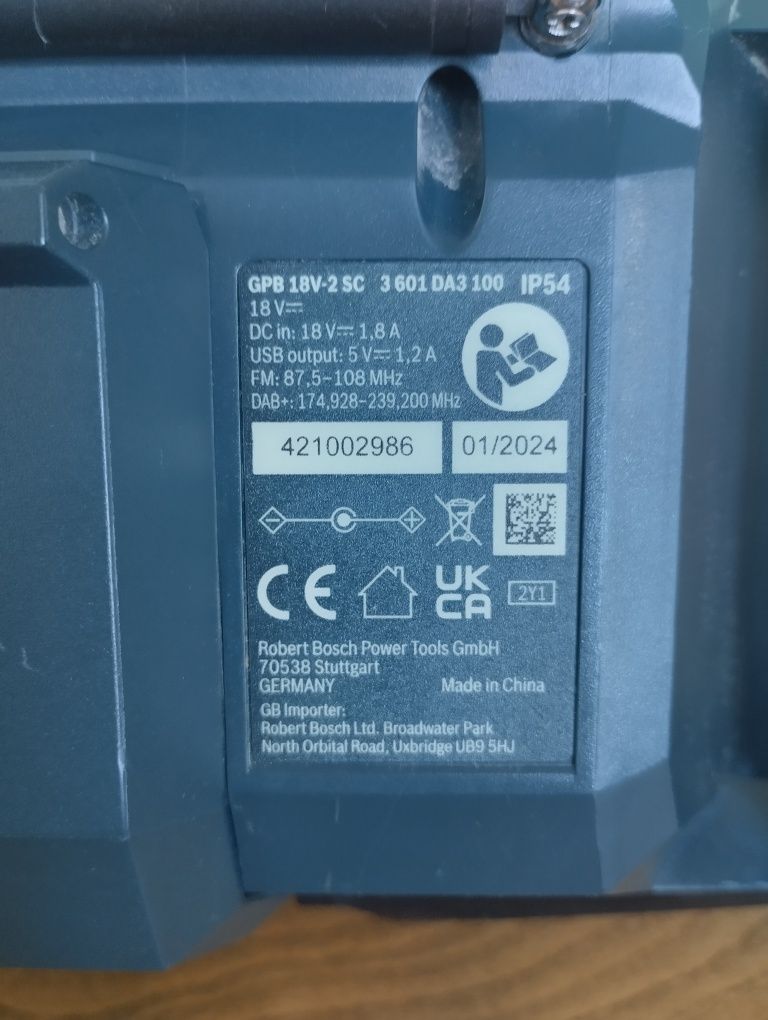 GPB 18V-2 SC 3 601 DA3 100 IP54
18 V⎓
DC in: 18 V⎓ 1,8 A
USB output: 5 V⎓ 1,2 A
FM: 87,5–108 MHz
DAB+: 174,928–239,200 MHz
421002986 01/2024
CE UK CA 2Y1
Robert Bosch Power Tools GmbH
70538 Stuttgart
GERMANY Made in China
GB Importer:
Robert Bosch Ltd. Broadwater Park
North Orbital Road, Uxbridge UB9 5HJ